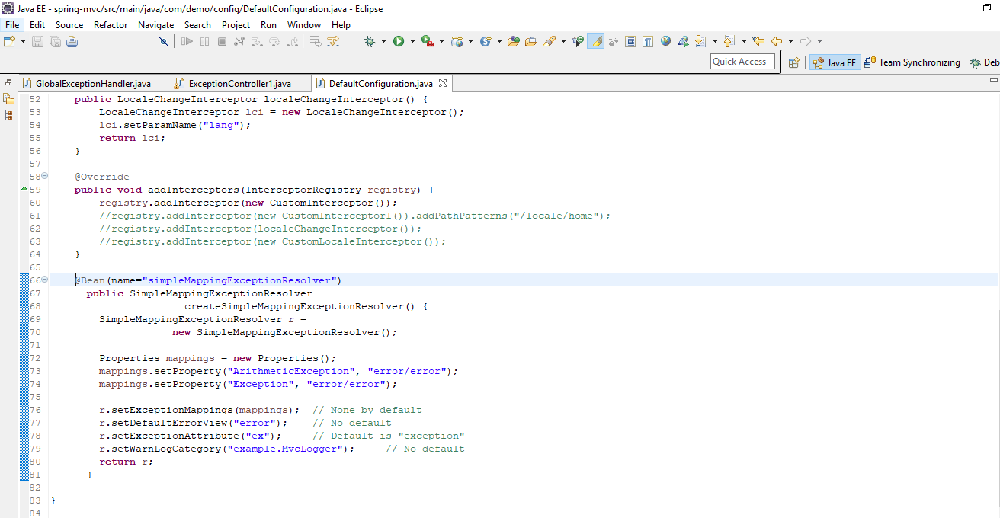 Java EE - spring-mvc/src/main/java/com/demo/config/DefaultConfiguration.java - Eclipse
File Edit Source Refactor Navigate Search Project Run Window Help
Quick Access Java EE Team Synchronizing Deb
GlobalExceptionHandler.java ExceptionController1.java DefaultConfiguration.java
52 public LocaleChangeInterceptor localeChangeInterceptor() {
53 LocaleChangeInterceptor lci = new LocaleChangeInterceptor();
54 lci.setParamName("lang");
55 return lci;
56 }
57
58 @Override
59 public void addInterceptors(InterceptorRegistry registry) {
60 registry.addInterceptor(new CustomInterceptor());
61 //registry.addInterceptor(new CustomInterceptor1()).addPathPatterns("/locale/home");
62 //registry.addInterceptor(localeChangeInterceptor());
63 //registry.addInterceptor(new CustomLocaleInterceptor());
64 }
65
66 @Bean(name="simpleMappingExceptionResolver")
67 public SimpleMappingExceptionResolver
68 createSimpleMappingExceptionResolver() {
69 SimpleMappingExceptionResolver r =
70 new SimpleMappingExceptionResolver();
71
72 Properties mappings = new Properties();
73 mappings.setProperty("ArithmeticException", "error/error");
74 mappings.setProperty("Exception", "error/error");
75
76 r.setExceptionMappings(mappings); // None by default
77 r.setDefaultErrorView("error"); // No default
78 r.setExceptionAttribute("ex"); // Default is "exception"
79 r.setWarnLogCategory("example.MvcLogger"); // No default
80 return r;
81 }
82
83 }
84